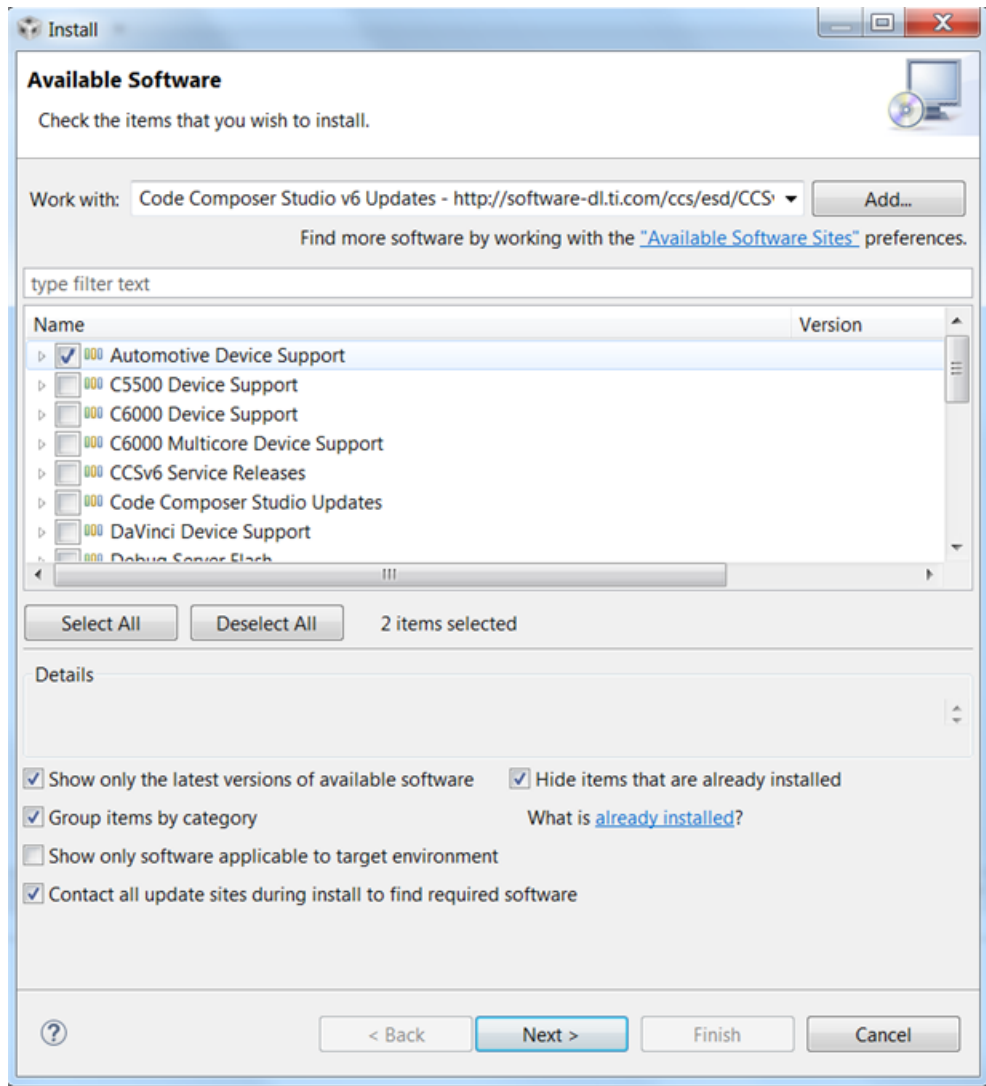 Install
Available Software
Check the items that you wish to install.
Work with: Code Composer Studio v6 Updates - http://software-dl.ti.com/ccs/esd/CCSv Add...
Find more software by working with the "Available Software Sites" preferences.
type filter text
Name Version
Automotive Device Support
C5500 Device Support
C6000 Device Support
C6000 Multicore Device Support
CCSv6 Service Releases
Code Composer Studio Updates
DaVinci Device Support
Debug Server Flash
Select All Deselect All 2 items selected
Details
Show only the latest versions of available software Hide items that are already installed
Group items by category What is already installed?
Show only software applicable to target environment
Contact all update sites during install to find required software
? < Back Next > Finish Cancel